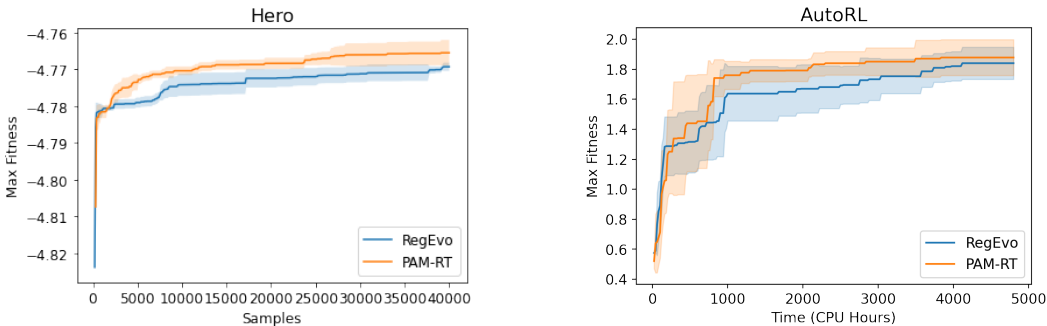 Hero
Max Fitness
−4.76
−4.77
−4.78
−4.79
−4.80
−4.81
−4.82
0 5000 10000 15000 20000 25000 30000 35000 40000
Samples
RegEvo
PAM-RT
AutoRL
Max Fitness
2.0
1.8
1.6
1.4
1.2
1.0
0.8
0.6
0.4
0 1000 2000 3000 4000 5000
Time (CPU Hours)
RegEvo
PAM-RT